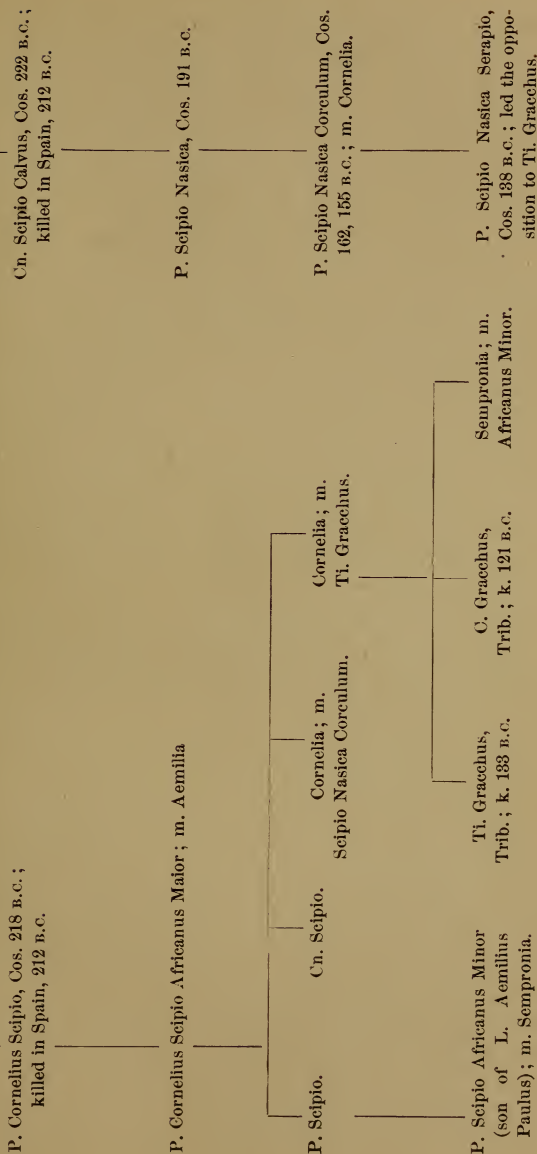 P. Cornelius Scipio, Cos. 218 B.C.;
killed in Spain, 212 B.C.
Cn. Scipio Calvus, Cos. 222 B.C.;
killed in Spain, 212 B.C.
P. Cornelius Scipio Africanus Maior; m. Aemilia
P. Scipio Nasica, Cos. 191 B.C.
P. Scipio.
Cn. Scipio.
Cornelia; m.
Scipio Nasica Corculum.
Cornelia; m.
Ti. Gracchus.
P. Scipio Nasica Corculum, Cos.
162, 155 B.C.; m. Cornelia.
P. Scipio Africanus Minor
(son of L. Aemilius
Paulus); m. Sempronia.
Ti. Gracchus,
Trib.; k. 133 B.C.
C. Gracchus,
Trib.; k. 121 B.C.
Sempronia; m.
Africanus Minor.
P. Scipio Nasica Serapio,
Cos. 138 B.C.; led the oppo-
sition to Ti. Gracchus.